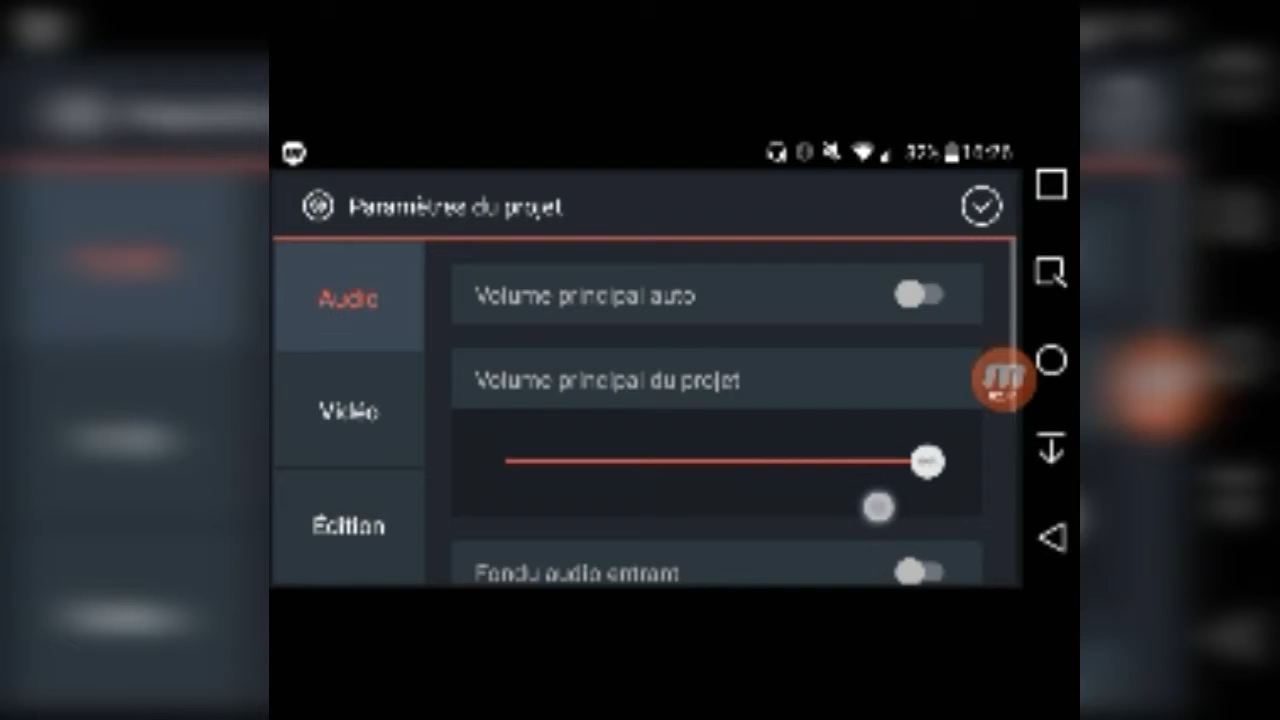 Paramètres du projet
Audio
Volume principal auto
Volume principal du projet
Vidéo
Édition
Fondu audio entrant